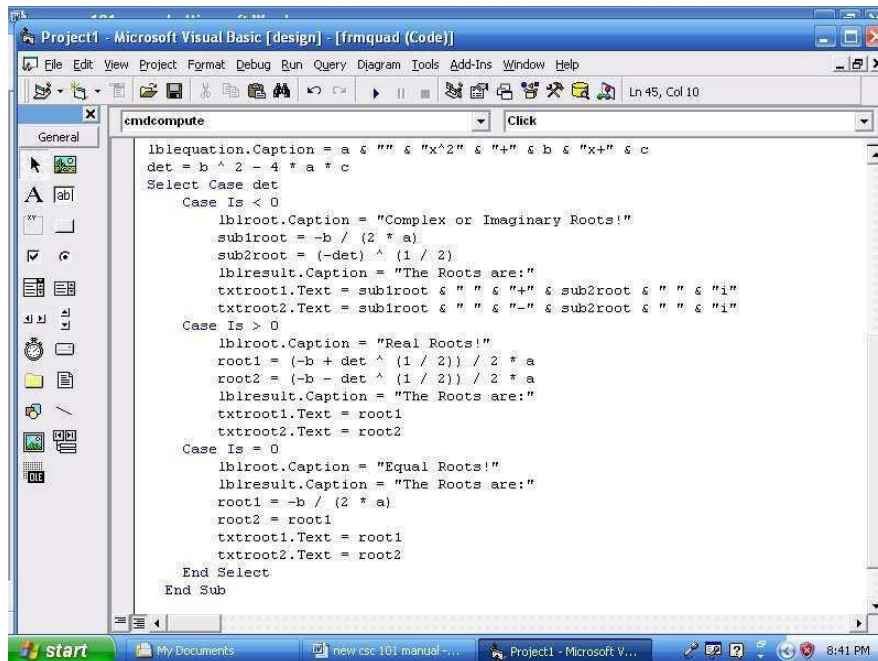 Project1 - Microsoft Visual Basic [design] - [frmquad (Code)]
File Edit View Project Format Debug Run Query Diagram Tools Add-Ins Window Help
Ln 45, Col 10
General
cmdcompute
Click
lblequation.Caption = a & "" & "x^2" & "+" & b & "x+" & c
det = b ^ 2 - 4 * a * c
Select Case det
Case Is < 0
lblroot.Caption = "Complex or Imaginary Roots!"
sub1root = -b / (2 * a)
sub2root = (-det) ^ (1 / 2)
lblresult.Caption = "The Roots are:"
txtroot1.Text = sub1root & " " & "+" & sub2root & " " & "i"
txtroot2.Text = sub1root & " " & "-" & sub2root & " " & "i"
Case Is > 0
lblroot.Caption = "Real Roots!"
root1 = (-b + det ^ (1 / 2)) / 2 * a
root2 = (-b - det ^ (1 / 2)) / 2 * a
lblresult.Caption = "The Roots are:"
txtroot1.Text = root1
txtroot2.Text = root2
Case Is = 0
lblroot.Caption = "Equal Roots!"
lblresult.Caption = "The Roots are:"
root1 = -b / (2 * a)
root2 = root1
txtroot1.Text = root1
txtroot2.Text = root2
End Select
End Sub
A
ab
XY
OLE
start
My Documents
new csc 101 manual -...
Project1 - Microsoft V...
8:41 PM